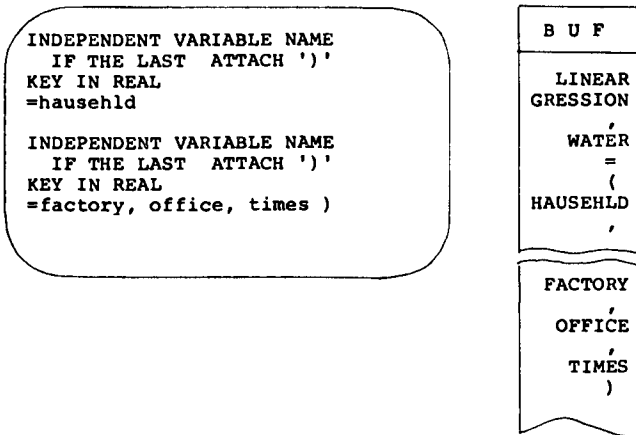 INDEPENDENT VARIABLE NAME
IF THE LAST ATTACH ')'
KEY IN REAL
=hausehld
INDEPENDENT VARIABLE NAME
IF THE LAST ATTACH ')'
KEY IN REAL
=factory, office, times )
B U F
LINEAR
GRESSION
,
WATER
=
(
HAUSEHLD
,
FACTORY
,
OFFICE
,
TIMES
)